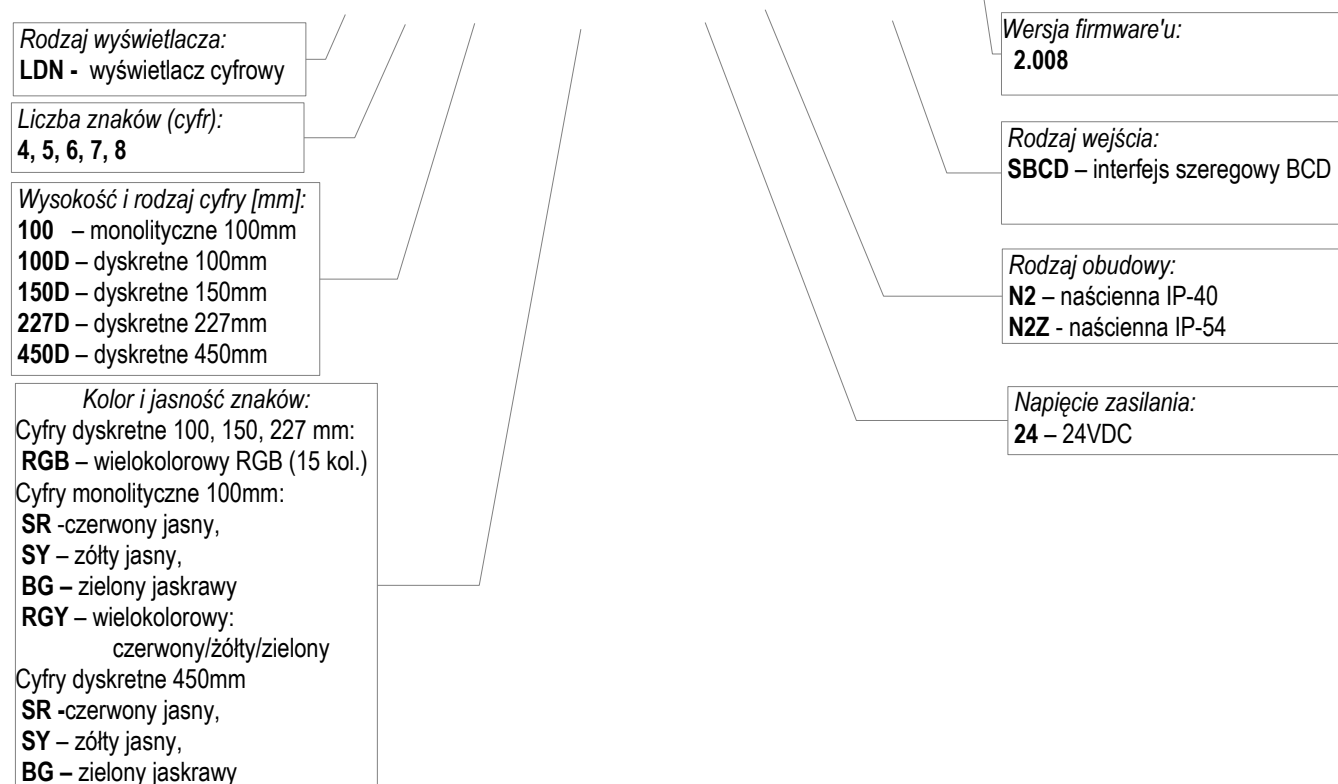 Rodzaj wyświetlacza:
LDN - wyświetlacz cyfrowy
Liczba znaków (cyfr):
4, 5, 6, 7, 8
Wysokość i rodzaj cyfry [mm]:
100 – monolityczne 100mm
100D – dyskretne 100mm
150D – dyskretne 150mm
227D – dyskretne 227mm
450D – dyskretne 450mm
Kolor i jasność znaków:
Cyfry dyskretne 100, 150, 227 mm:
RGB – wielokolorowy RGB (15 kol.)
Cyfry monolityczne 100mm:
SR -czerwony jasny,
SY – zółty jasny,
BG – zielony jaskrawy
RGY – wielokolorowy:
czerwony/żółty/zielony
Cyfry dyskretne 450mm
SR -czerwony jasny,
SY – zółty jasny,
BG – zielony jaskrawy
Wersja firmware'u:
2.008
Rodzaj wejścia:
SBCD – interfejs szeregowy BCD
Rodzaj obudowy:
N2 – naścienna IP-40
N2Z - naścienna IP-54
Napięcie zasilania:
24 – 24VDC